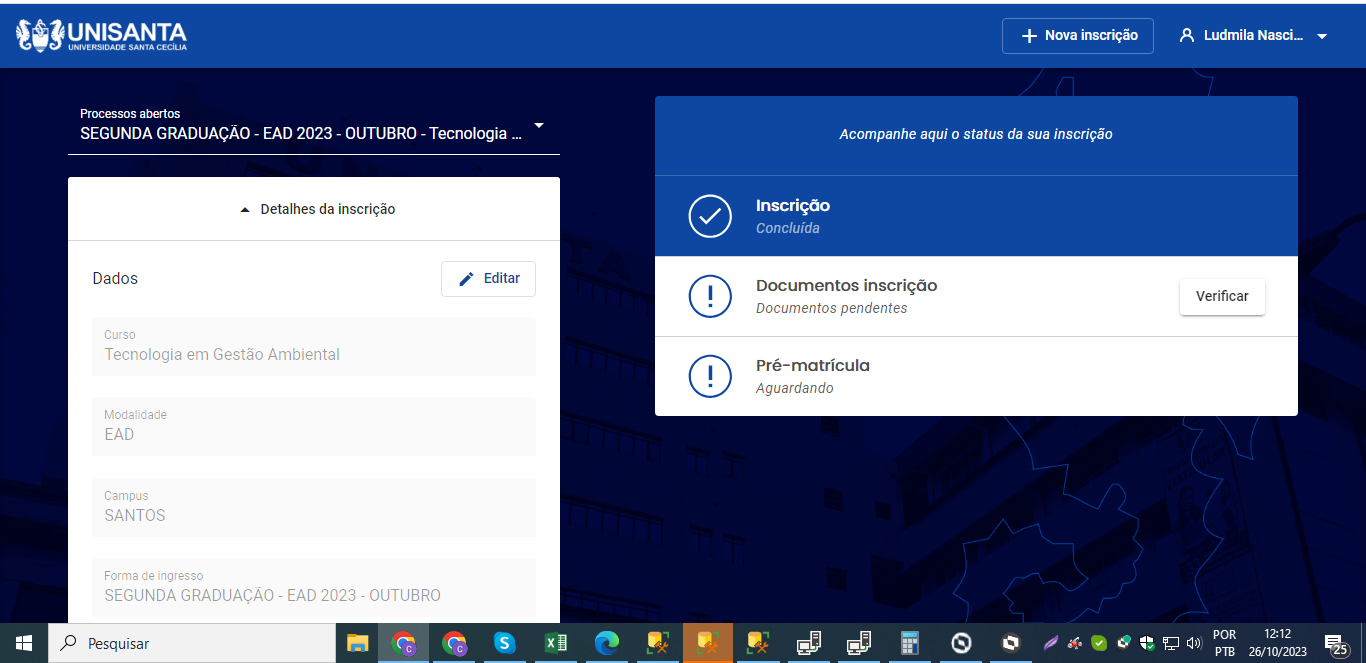 UNISANTA
UNIVERSIDADE SANTA CECÍLIA
Nova inscrição
Ludmila Nasci...
Processos abertos
SEGUNDA GRADUAÇÃO - EAD 2023 - OUTUBRO - Tecnologia ...
Detalhes da inscrição
Dados
Editar
Curso
Tecnologia em Gestão Ambiental
Modalidade
EAD
Campus
SANTOS
Forma de ingresso
SEGUNDA GRADUAÇÃO - EAD 2023 - OUTUBRO
Acompanhe aqui o status da sua inscrição
Inscrição
Concluída
Documentos inscrição
Documentos pendentes
Verificar
Pré-matrícula
Aguardando
Pesquisar
POR
PTB
12:12
26/10/2023
25